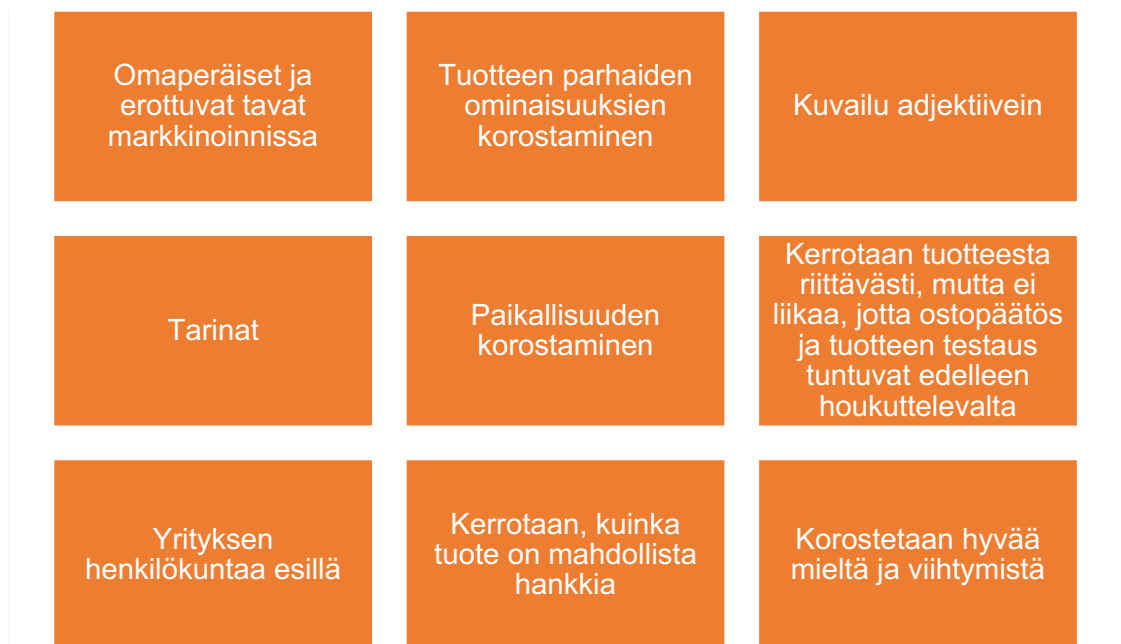 Omaperäiset ja
erottuvat tavat
markkinoinnissa
Tuotteen parhaiden
ominaisuuksien
korostaminen
Kuvailu adjektiivein
Tarinat
Paikallisuuden
korostaminen
Kerrotaan tuotteesta
riittävästi, mutta ei
liikaa, jotta ostopäätös
ja tuotteen testaus
tuntuvat edelleen
houkuttelevalta
Yrityksen
henkilökuntaa esillä
Kerrotaan, kuinka
tuote on mahdollista
hankkia
Korostetaan hyvää
mieltä ja viihtymistä